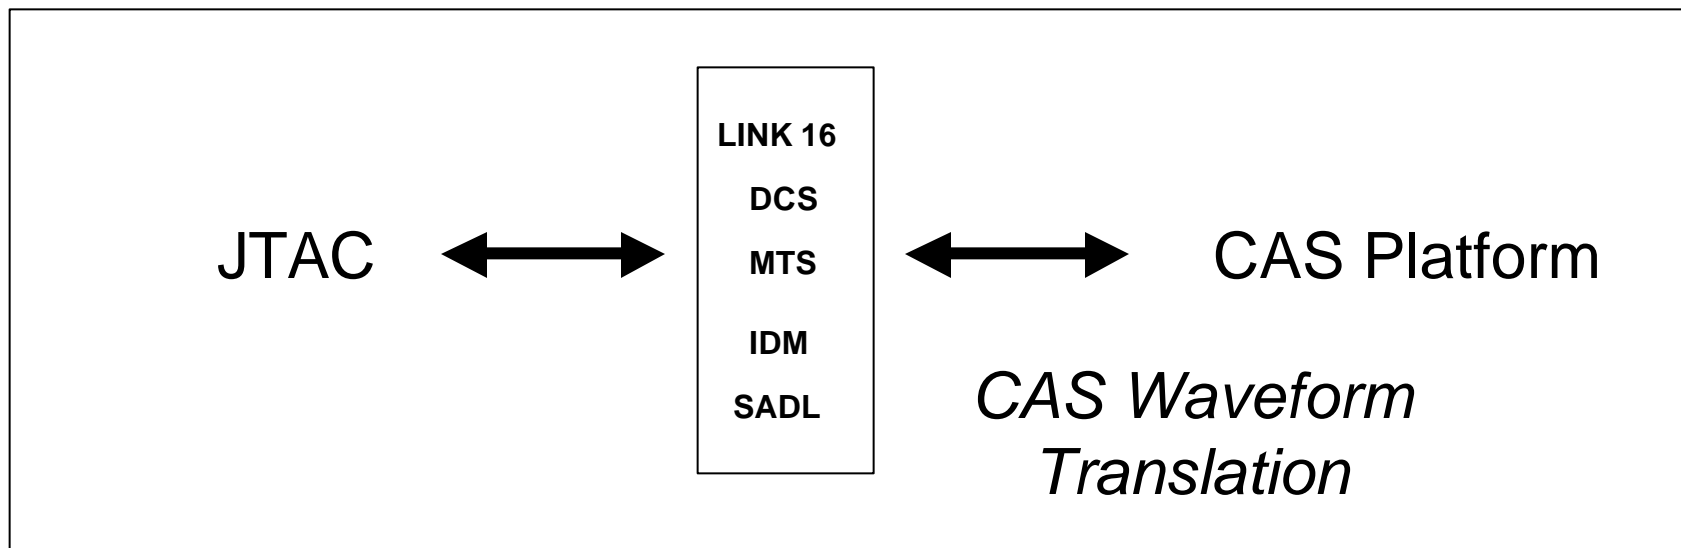 LINK 16
DCS
JTAC
MTS
CAS Platform
IDM
SADL
CAS Waveform
Translation